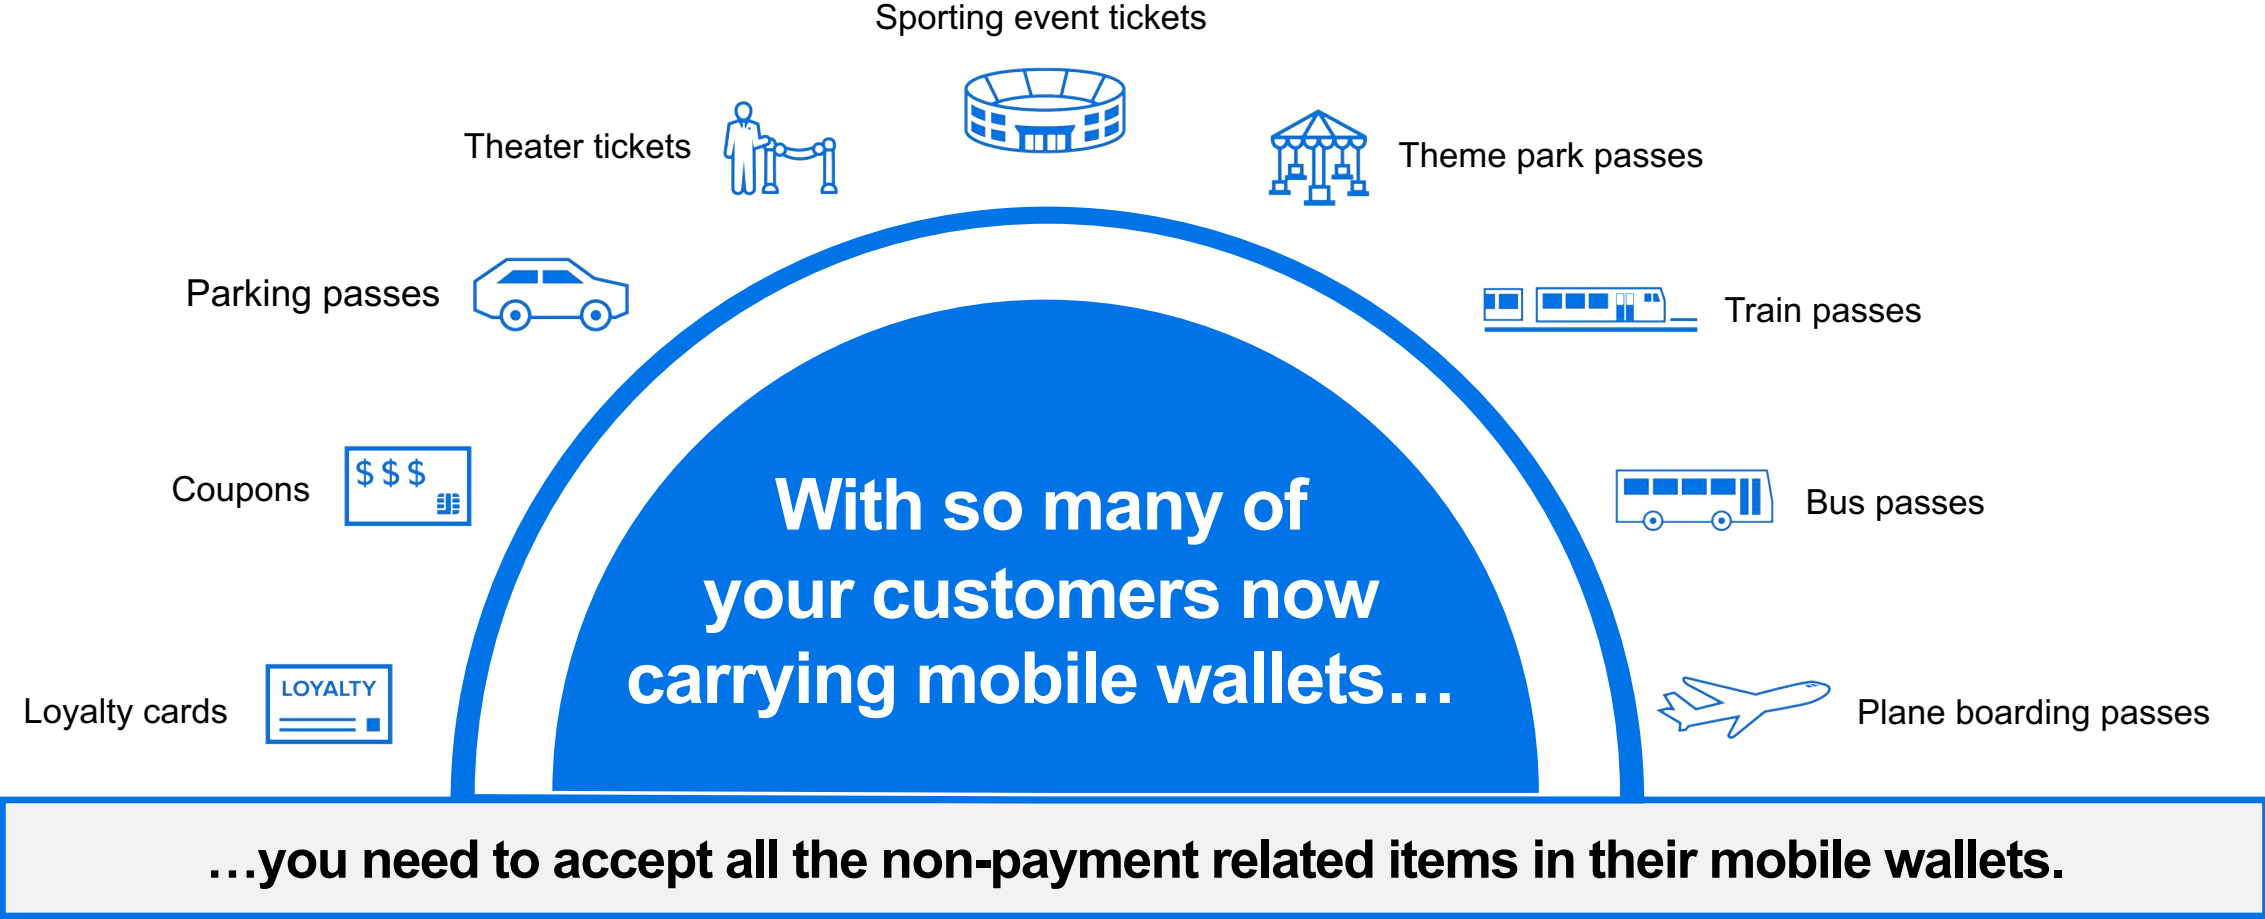 Sporting event tickets
Theater tickets
Theme park passes
Parking passes
Train passes
Coupons
$ $ $
Bus passes
With so many of
your customers now
carrying mobile wallets…
Loyalty cards
LOYALTY
Plane boarding passes
…you need to accept all the non-payment related items in their mobile wallets.